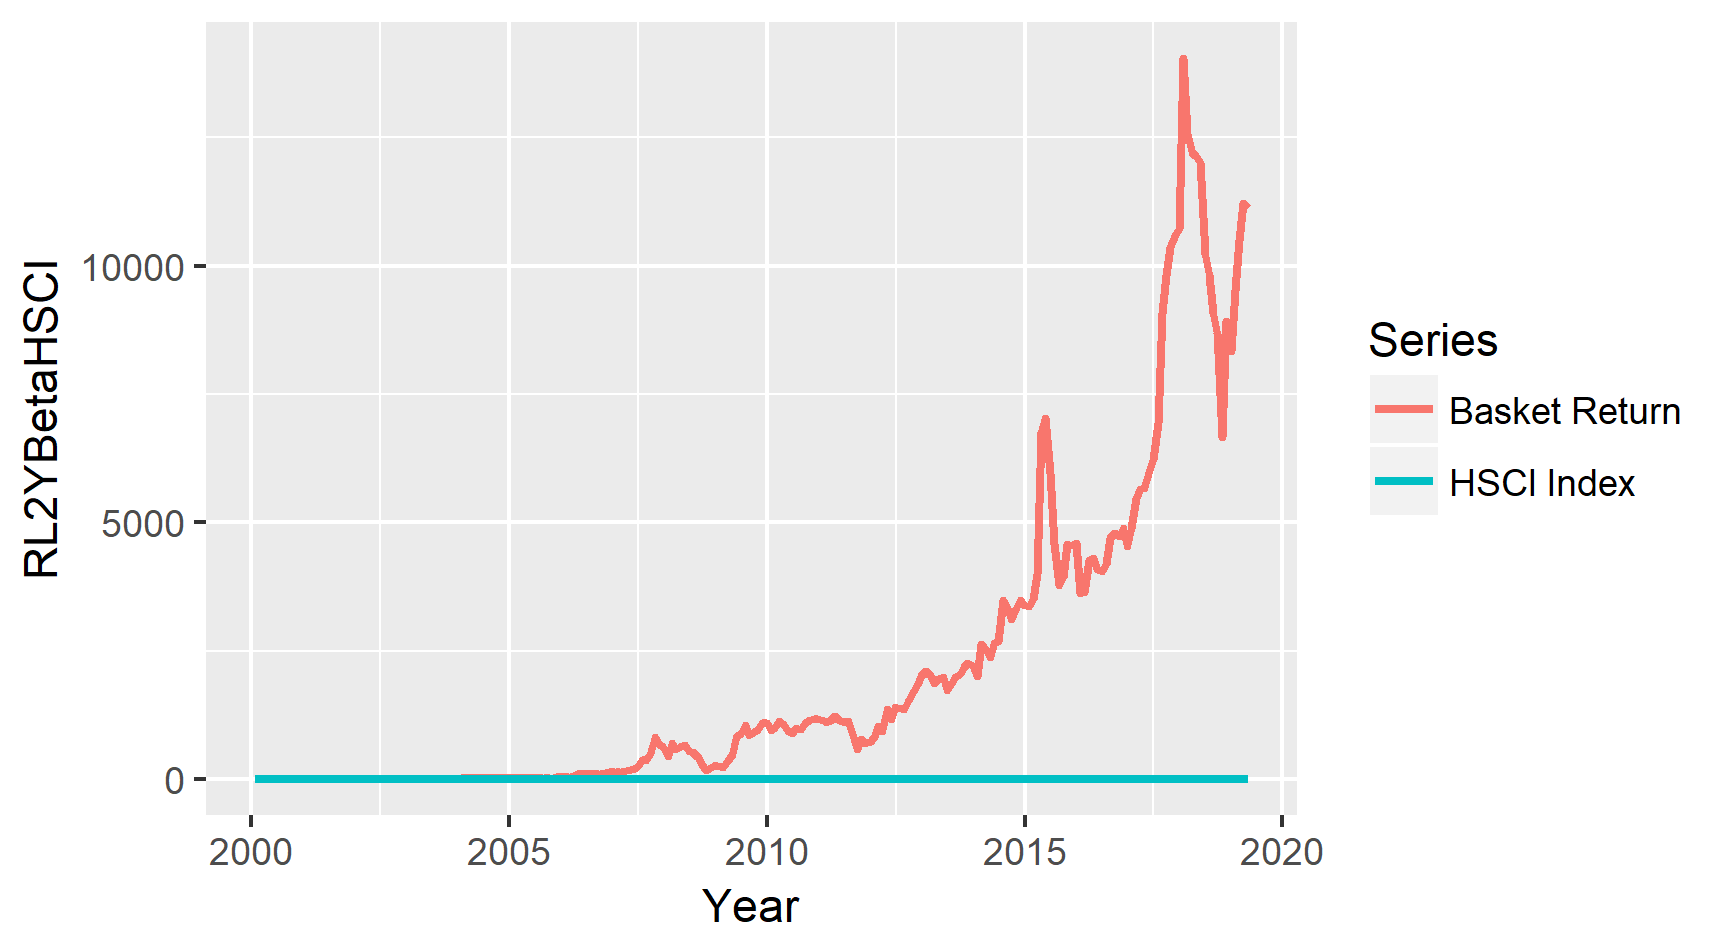 RL2YBetaHSCI
10000
5000
0
2000 2005 2010 2015 2020
Year
Series
Basket Return
HSCI Index